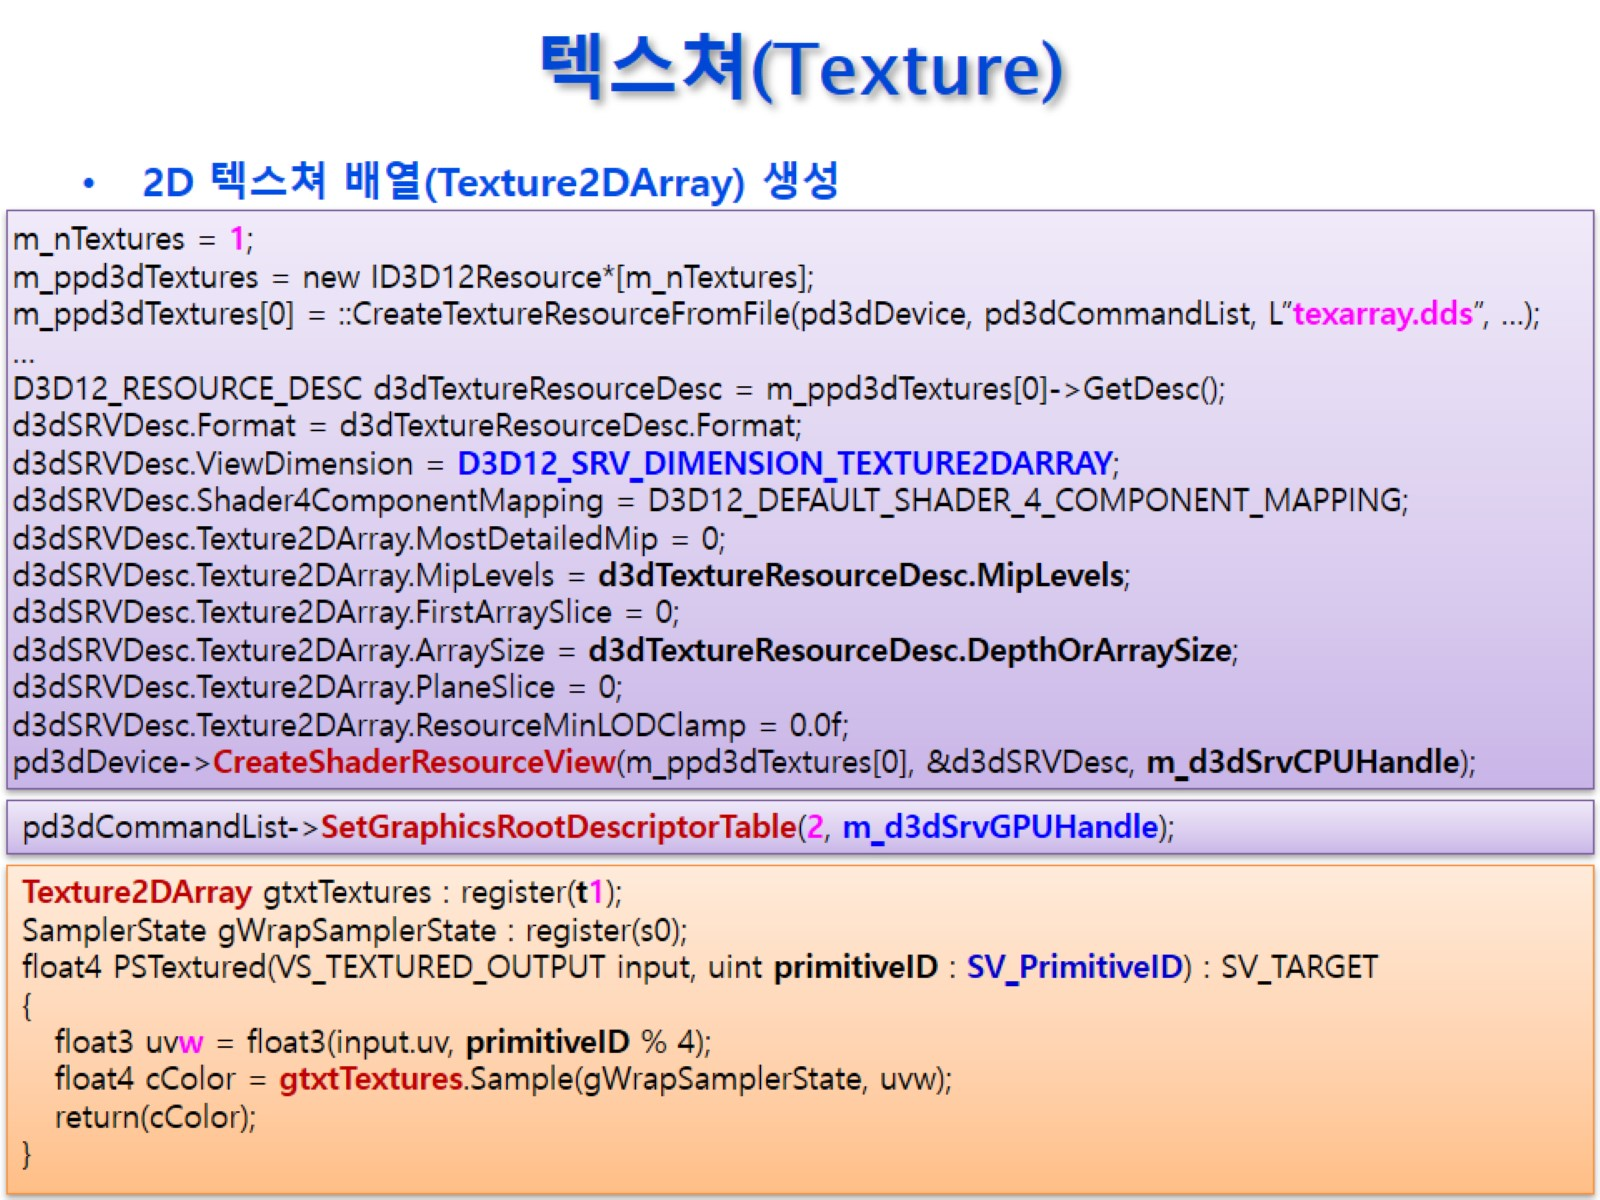 텍스쳐(Texture)
• 2D 텍스쳐 배열(Texture2DArray) 생성
m_nTextures = 1;
m_ppd3dTextures = new ID3D12Resource*[m_nTextures];
m_ppd3dTextures[0] = ::CreateTextureResourceFromFile(pd3dDevice, pd3dCommandList, L”texarray.dds”, …);
…
D3D12_RESOURCE_DESC d3dTextureResourceDesc = m_ppd3dTextures[0]->GetDesc();
d3dSRVDesc.Format = d3dTextureResourceDesc.Format;
d3dSRVDesc.ViewDimension = D3D12_SRV_DIMENSION_TEXTURE2DARRAY;
d3dSRVDesc.Shader4ComponentMapping = D3D12_DEFAULT_SHADER_4_COMPONENT_MAPPING;
d3dSRVDesc.Texture2DArray.MostDetailedMip = 0;
d3dSRVDesc.Texture2DArray.MipLevels = d3dTextureResourceDesc.MipLevels;
d3dSRVDesc.Texture2DArray.FirstArraySlice = 0;
d3dSRVDesc.Texture2DArray.ArraySize = d3dTextureResourceDesc.DepthOrArraySize;
d3dSRVDesc.Texture2DArray.PlaneSlice = 0;
d3dSRVDesc.Texture2DArray.ResourceMinLODClamp = 0.0f;
pd3dDevice->CreateShaderResourceView(m_ppd3dTextures[0], &d3dSRVDesc, m_d3dSrvCPUHandle);
pd3dCommandList->SetGraphicsRootDescriptorTable(2, m_d3dSrvGPUHandle);
Texture2DArray gtxtTextures : register(t1);
SamplerState gWrapSamplerState : register(s0);
float4 PSTextured(VS_TEXTURED_OUTPUT input, uint primitiveID : SV_PrimitiveID) : SV_TARGET
{
float3 uvw = float3(input.uv, primitiveID % 4);
float4 cColor = gtxtTextures.Sample(gWrapSamplerState, uvw);
return(cColor);
}